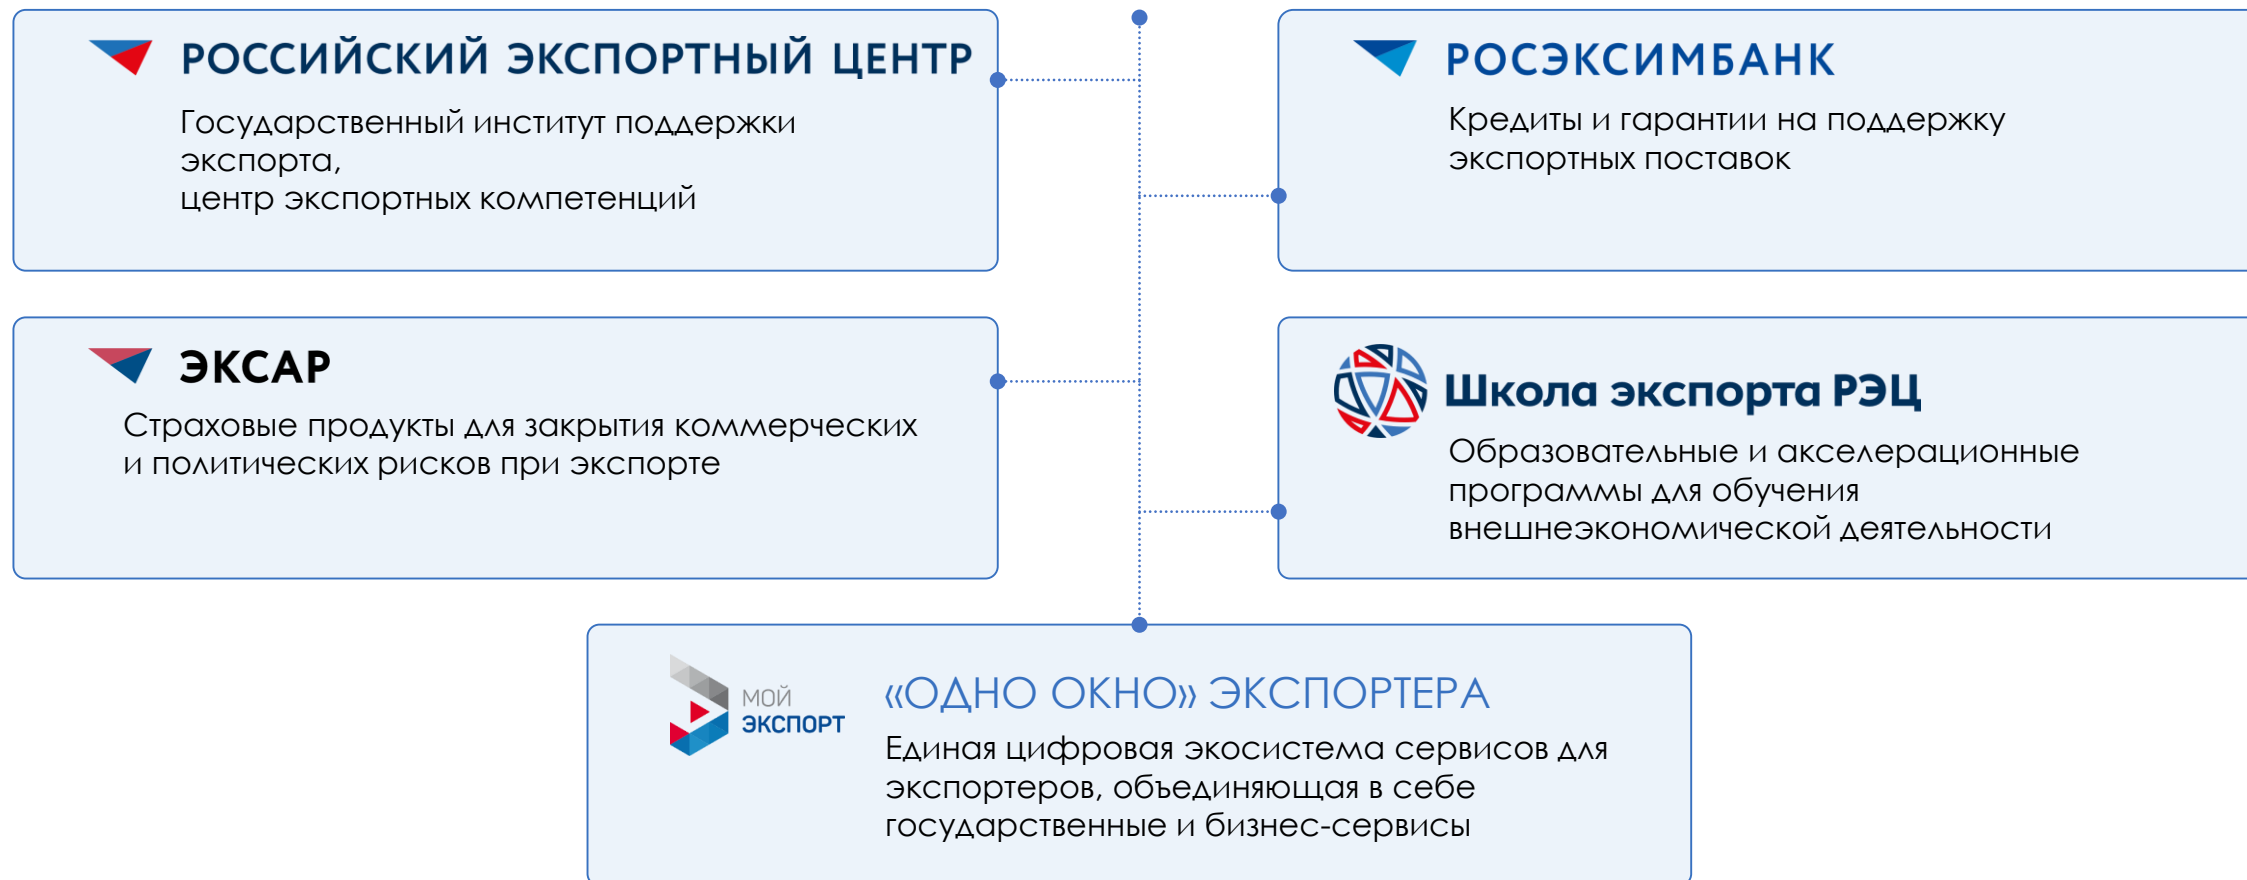 РОССИЙСКИЙ ЭКСПОРТНЫЙ ЦЕНТР
Государственный институт поддержки
экспорта,
центр экспортных компетенций
РОСЭКСИМБАНК
Кредиты и гарантии на поддержку
экспортных поставок
ЭКСАР
Страховые продукты для закрытия коммерческих
и политических рисков при экспорте
Школа экспорта РЭЦ
Образовательные и акселерационные
программы для обучения
внешнеэкономической деятельности
МОЙ
ЭКСПОРТ
«ОДНО ОКНО» ЭКСПОРТЕРА
Единая цифровая экосистема сервисов для
экспортеров, объединяющая в себе
государственные и бизнес-сервисы